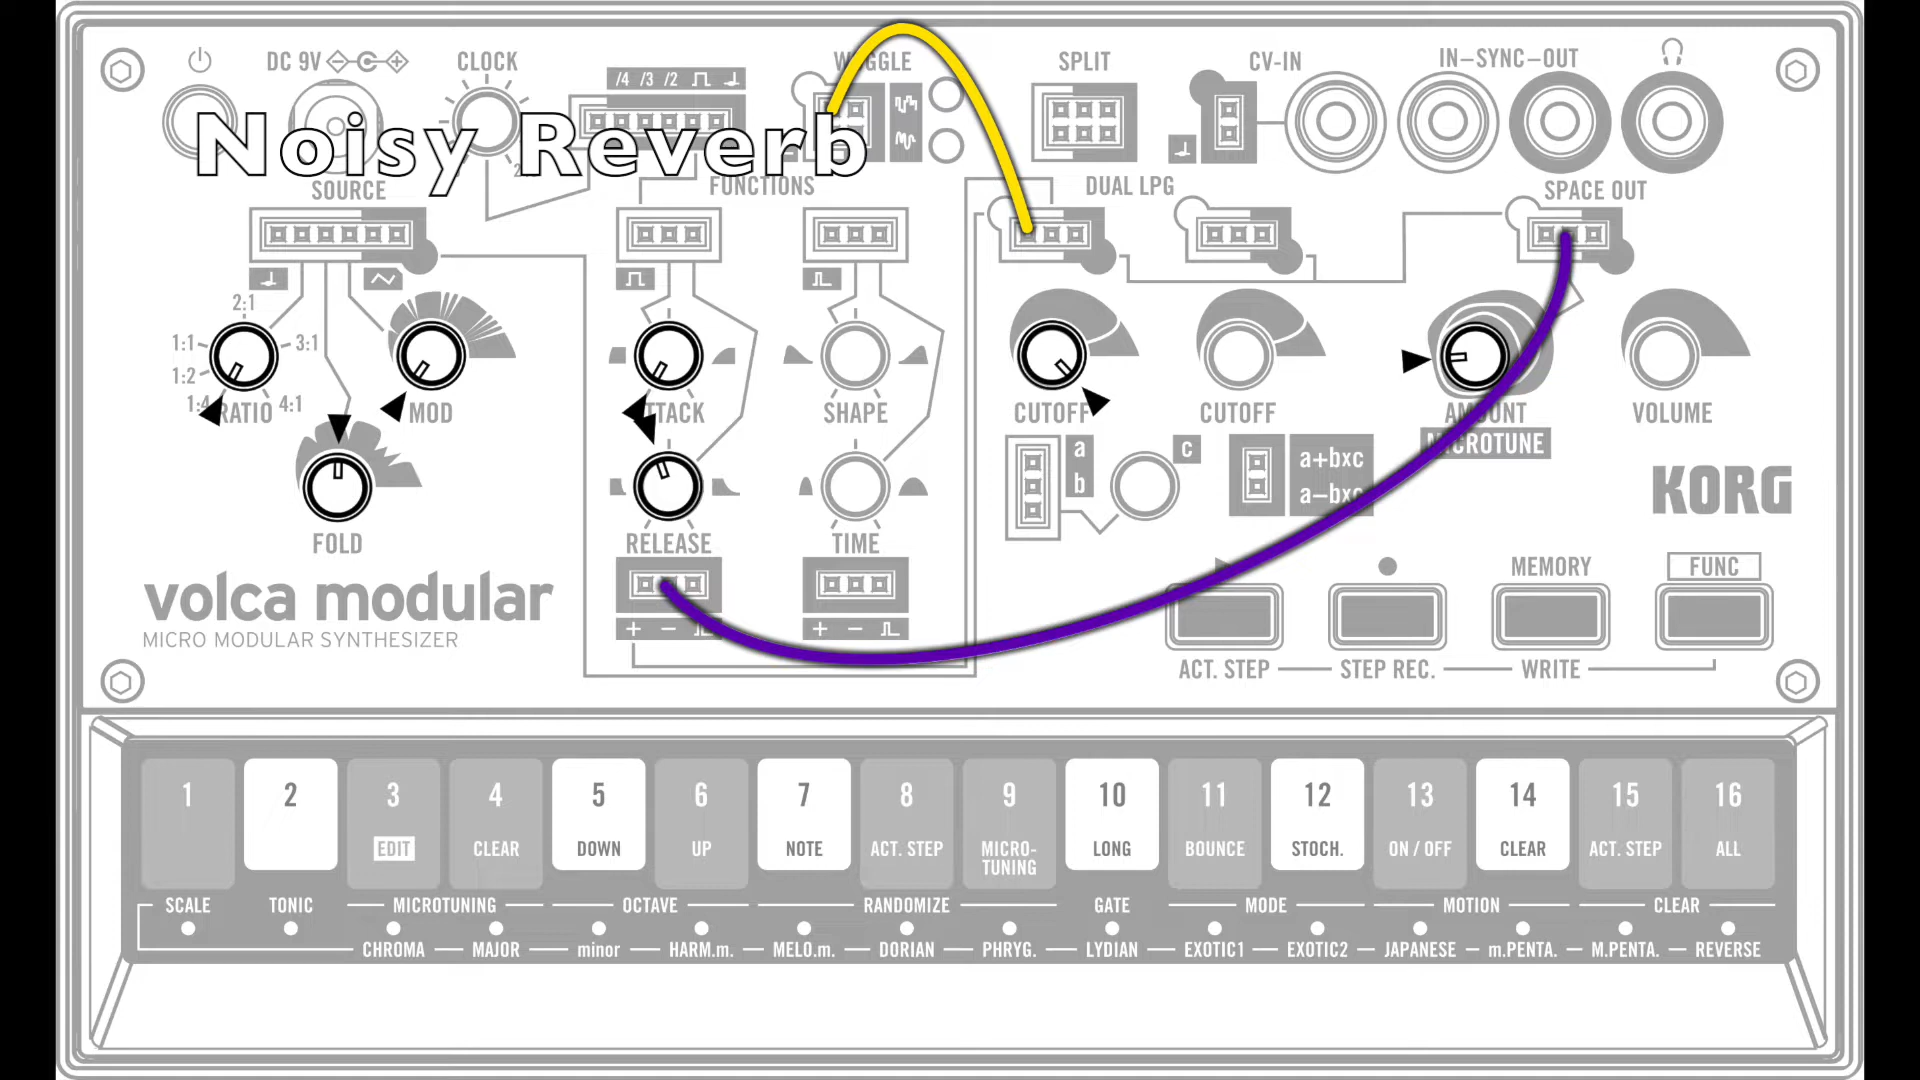 DC 9V
CLOCK
/4 /3 /2
SPLIT
CV-IN
IN–SYNC–OUT
Noisy Reverb
SOURCE
FUNCTIONS
DUAL LPG
SPACE OUT
2:1
1:1
3:1
1:2
4:1
RATIO
MOD
SHAPE
CUTOFF
CUTOFF
AMOUNT
VOLUME
MICROTUNE
a
b
c
a+bxc
a–bxc
KORG
FOLD
RELEASE
TIME
MEMORY
FUNC
volca modular
MICRO MODULAR SYNTHESIZER
+ –
+ –
ACT. STEP
STEP REC.
WRITE
1 2 3 4 5 6 7 8 9 10 11 12 13 14 15 16
EDIT CLEAR DOWN UP NOTE ACT. STEP MICRO-TUNING LONG BOUNCE STOCH. ON / OFF CLEAR ACT. STEP ALL
SCALE TONIC MICROTUNING OCTAVE RANDOMIZE GATE MODE MOTION CLEAR
CHROMA MAJOR minor HARM.m. MELO.m. DORIAN PHRYG. LYDIAN EXOTIC1 EXOTIC2 JAPANESE m.PENTA. M.PENTA. REVERSE